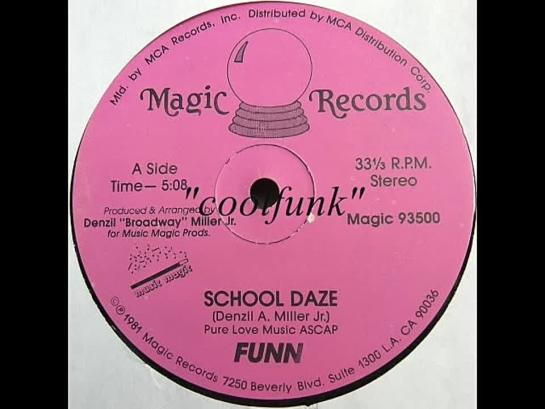 Mfd. by MCA Records, Inc. Distributed by MCA Distribution Corp.
Magic Records
A Side
Time— 5:08
33⅓ R.P.M.
Stereo
"coolfunk"
Produced & Arranged by
Denzil "Broadway" Miller Jr.
for Music Magic Prods.
Magic 93500
music magic
SCHOOL DAZE
(Denzil A. Miller Jr.)
Pure Love Music ASCAP
FUNN
©℗ 1981 Magic Records 7250 Beverly Blvd. Suite 1300 L.A. CA 90036